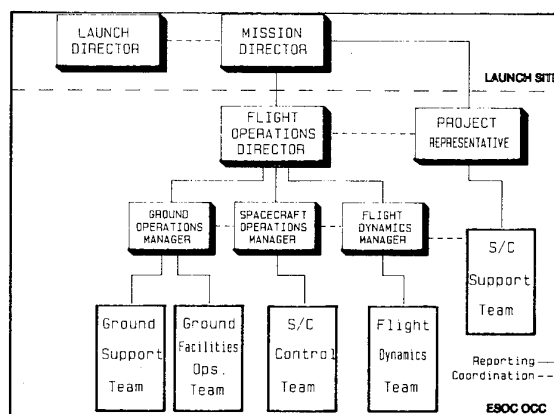 LAUNCH
DIRECTOR
MISSION
DIRECTOR
LAUNCH SITE
FLIGHT
OPERATIONS
DIRECTOR
PROJECT
REPRESENTATIVE
GROUND
OPERATIONS
MANAGER
SPACECRAFT
OPERATIONS
MANAGER
FLIGHT
DYNAMICS
MANAGER
S/C
Support
Team
Ground
Support
Team
Ground
Facilities
Ops.
Team
S/C
Control
Team
Flight
Dynamics
Team
Reporting
Coordination
ESOC OCC